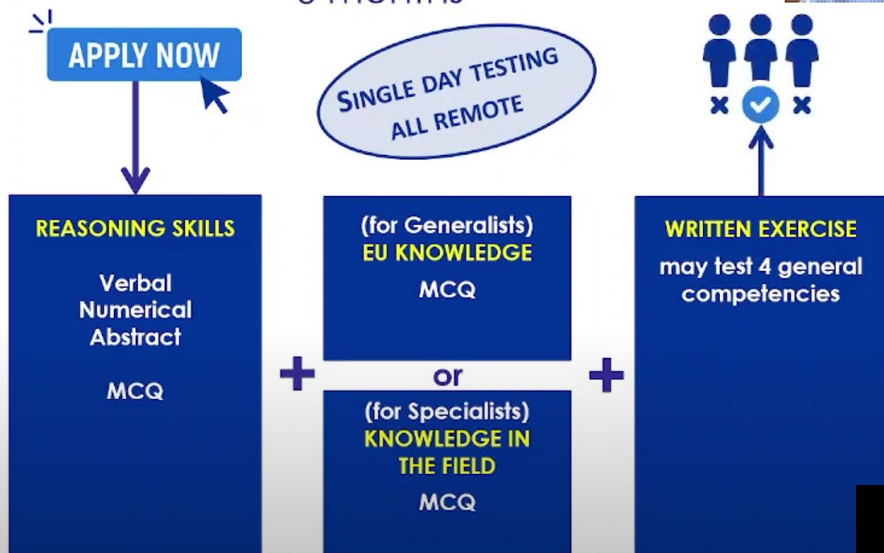 APPLY NOW
SINGLE DAY TESTING
ALL REMOTE
REASONING SKILLS
Verbal
Numerical
Abstract
MCQ
+
(for Generalists)
EU KNOWLEDGE
MCQ
or
(for Specialists)
KNOWLEDGE IN
THE FIELD
MCQ
+
WRITTEN EXERCISE
may test 4 general
competencies